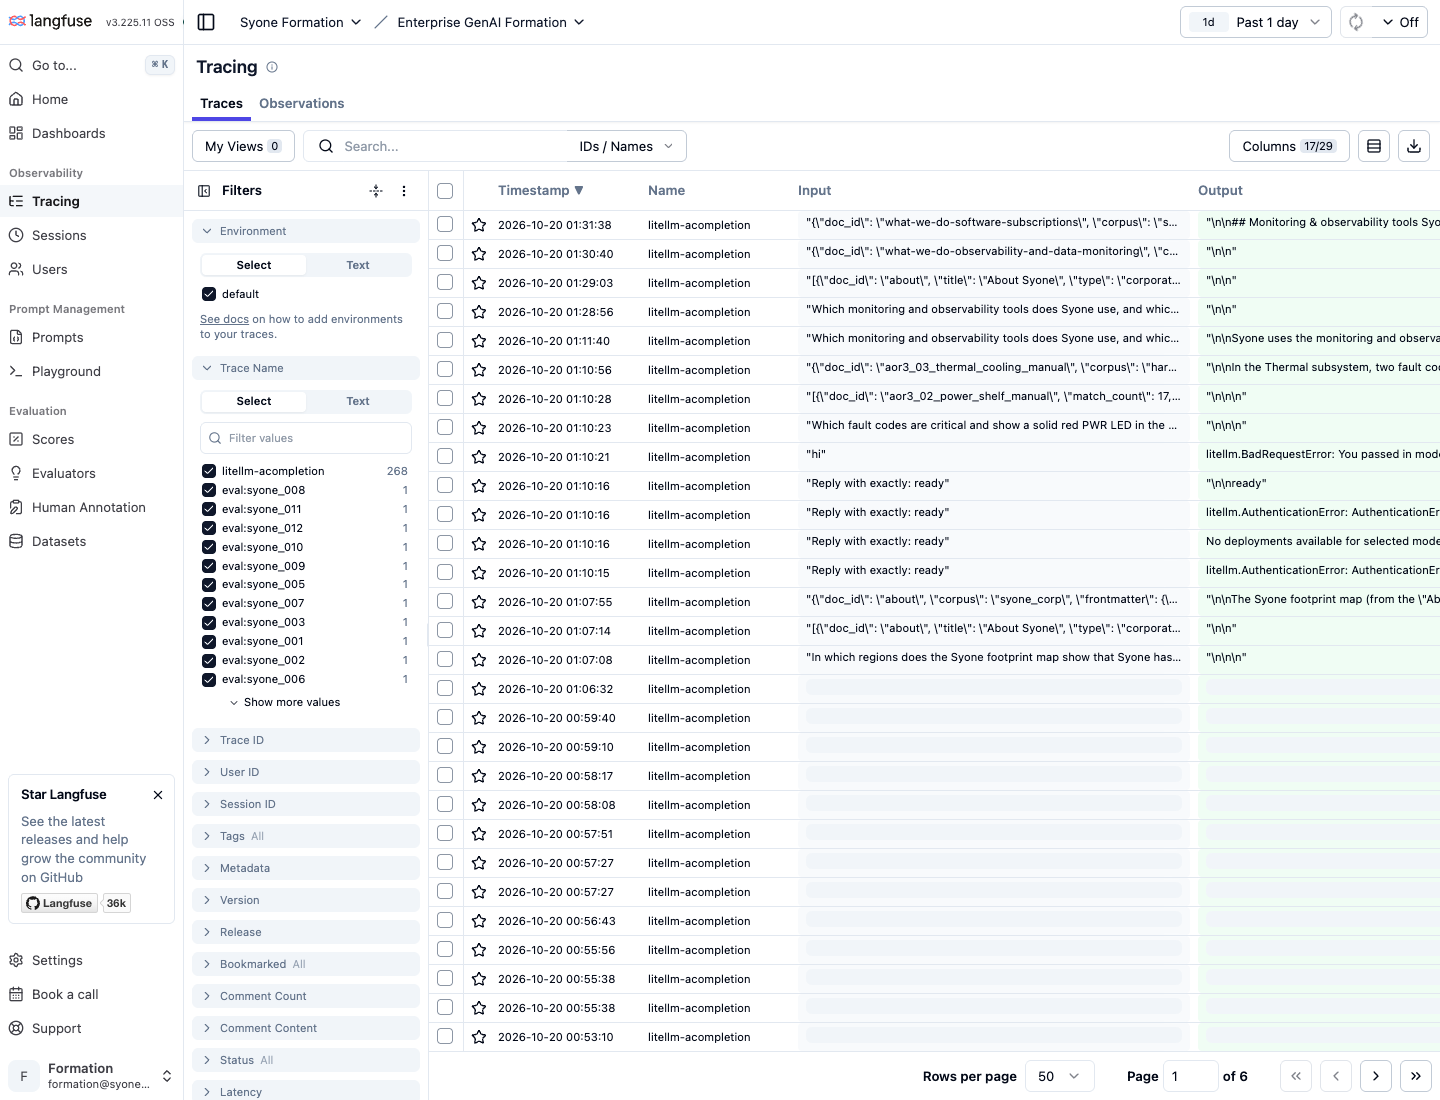 langfuse v3.225.11 OSS
Syone Formation / Enterprise GenAI Formation
1d Past 1 day
Off
Go to... ⌘ K
Home
Dashboards
Observability
Tracing
Sessions
Users
Prompt Management
Prompts
Playground
Evaluation
Scores
Evaluators
Human Annotation
Datasets
Star Langfuse
See the latest
releases and help
grow the community
on GitHub
Langfuse 36k
Settings
Book a call
Support
F
Formation
formation@syone...
Tracing
Traces Observations
My Views 0
Search... IDs / Names
Columns 17/29
Filters
Environment
Select Text
default
See docs on how to add environments
to your traces.
Trace Name
Select Text
Filter values
litellm-acompletion 268
eval:syone_008 1
eval:syone_011 1
eval:syone_012 1
eval:syone_010 1
eval:syone_009 1
eval:syone_005 1
eval:syone_007 1
eval:syone_003 1
eval:syone_001 1
eval:syone_002 1
eval:syone_006 1
Show more values
Trace ID
User ID
Session ID
Tags All
Metadata
Version
Release
Bookmarked All
Comment Count
Comment Content
Status All
Latency
Timestamp ▼ Name Input Output
2026-10-20 01:31:38 litellm-acompletion "{\"doc_id\": \"what-we-do-software-subscriptions\", \"corpus\": \"s... "\n\n## Monitoring & observability tools Syo
2026-10-20 01:30:40 litellm-acompletion "{\"doc_id\": \"what-we-do-observability-and-data-monitoring\", \"c... "\n\n"
2026-10-20 01:29:03 litellm-acompletion "[{\"doc_id\": \"about\", \"title\": \"About Syone\", \"type\": \"corporat... "\n\n"
2026-10-20 01:28:56 litellm-acompletion "Which monitoring and observability tools does Syone use, and whic... "\n\n"
2026-10-20 01:11:40 litellm-acompletion "Which monitoring and observability tools does Syone use, and whic... "\n\nSyone uses the monitoring and observa
2026-10-20 01:10:56 litellm-acompletion "{\"doc_id\": \"aor3_03_thermal_cooling_manual\", \"corpus\": \"har... "\n\nIn the Thermal subsystem, two fault co
2026-10-20 01:10:28 litellm-acompletion "[{\"doc_id\": \"aor3_02_power_shelf_manual\", \"match_count\": 17,... "\n\n\n"
2026-10-20 01:10:23 litellm-acompletion "Which fault codes are critical and show a solid red PWR LED in the ... "\n\n\n"
2026-10-20 01:10:21 litellm-acompletion "hi" litellm.BadRequestError: You passed in mod
2026-10-20 01:10:16 litellm-acompletion "Reply with exactly: ready" "\n\nready"
2026-10-20 01:10:16 litellm-acompletion "Reply with exactly: ready" litellm.AuthenticationError: AuthenticationEr
2026-10-20 01:10:16 litellm-acompletion "Reply with exactly: ready" No deployments available for selected mode
2026-10-20 01:10:15 litellm-acompletion "Reply with exactly: ready" litellm.AuthenticationError: AuthenticationEr
2026-10-20 01:07:55 litellm-acompletion "{\"doc_id\": \"about\", \"corpus\": \"syone_corp\", \"frontmatter\": {\... "\n\nThe Syone footprint map (from the \"Ab
2026-10-20 01:07:14 litellm-acompletion "[{\"doc_id\": \"about\", \"title\": \"About Syone\", \"type\": \"corporat... "\n\n"
2026-10-20 01:07:08 litellm-acompletion "In which regions does the Syone footprint map show that Syone has... "\n\n\n"
2026-10-20 01:06:32 litellm-acompletion
2026-10-20 00:59:40 litellm-acompletion
2026-10-20 00:59:10 litellm-acompletion
2026-10-20 00:58:17 litellm-acompletion
2026-10-20 00:58:08 litellm-acompletion
2026-10-20 00:57:51 litellm-acompletion
2026-10-20 00:57:27 litellm-acompletion
2026-10-20 00:57:27 litellm-acompletion
2026-10-20 00:56:43 litellm-acompletion
2026-10-20 00:55:56 litellm-acompletion
2026-10-20 00:55:38 litellm-acompletion
2026-10-20 00:55:38 litellm-acompletion
2026-10-20 00:53:10 litellm-acompletion
Rows per page 50 Page 1 of 6